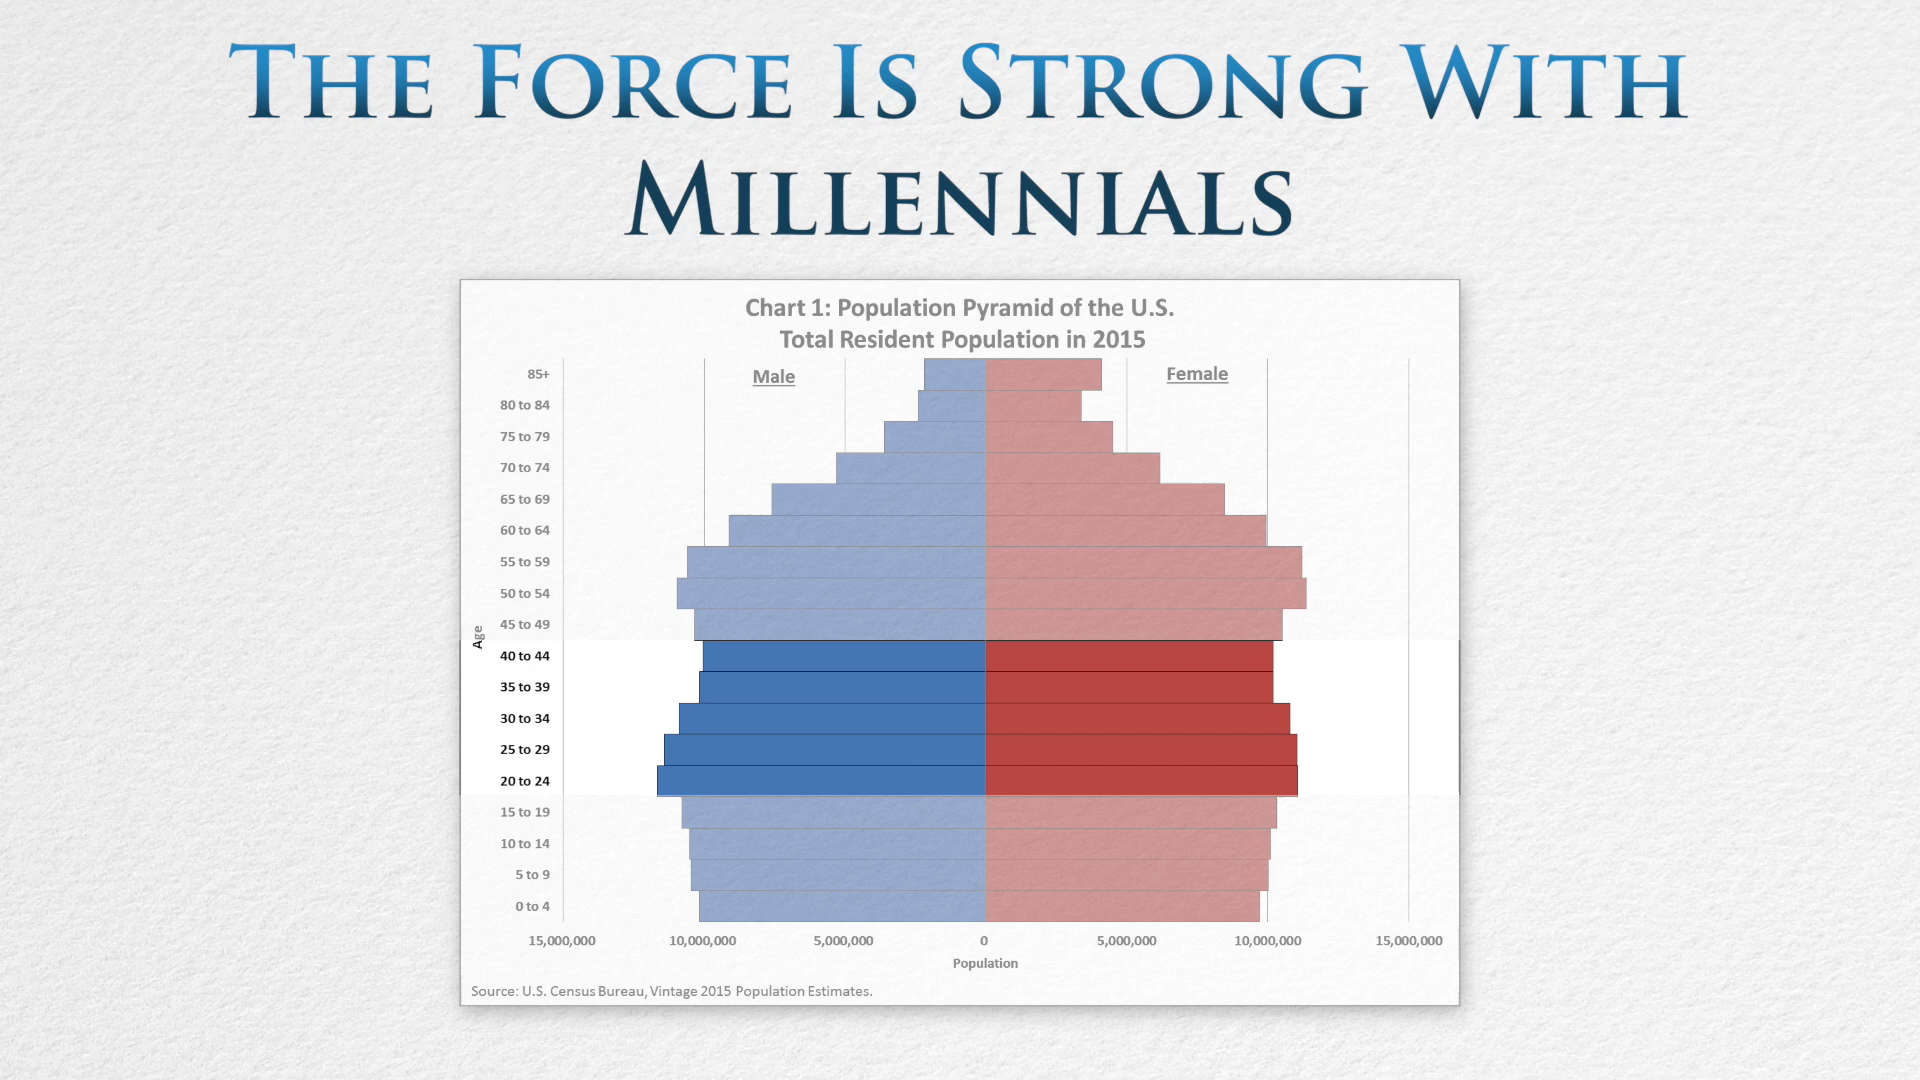 The Force Is Strong With
Millennials
Chart 1: Population Pyramid of the U.S.
Total Resident Population in 2015
Male
Female
Age
85+
80 to 84
75 to 79
70 to 74
65 to 69
60 to 64
55 to 59
50 to 54
45 to 49
40 to 44
35 to 39
30 to 34
25 to 29
20 to 24
15 to 19
10 to 14
5 to 9
0 to 4
15,000,000 10,000,000 5,000,000 0 5,000,000 10,000,000 15,000,000
Population
Source: U.S. Census Bureau, Vintage 2015 Population Estimates.